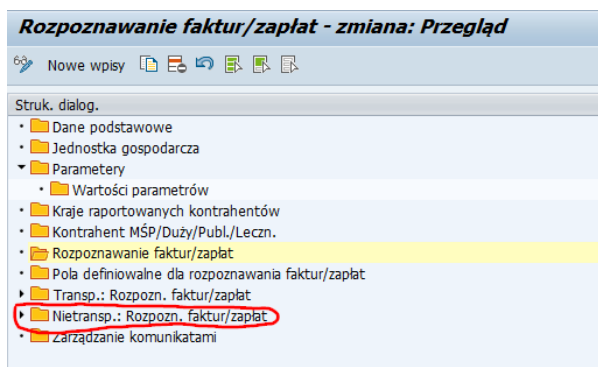 Rozpoznawanie faktur/zapłat - zmiana: Przegląd
Nowe wpisy
Struk. dialog.
Dane podstawowe
Jednostka gospodarcza
Parametery
Wartości parametrów
Kraje raportowanych kontrahentów
Kontrahent MŚP/Duży/Publ./Leczn.
Rozpoznawanie faktur/zapłat
Pola definiowalne dla rozpoznawania faktur/zapłat
Transp.: Rozpozn. faktur/zapłat
Nietransp.: Rozpozn. faktur/zapłat
Zarządzanie komunikatami